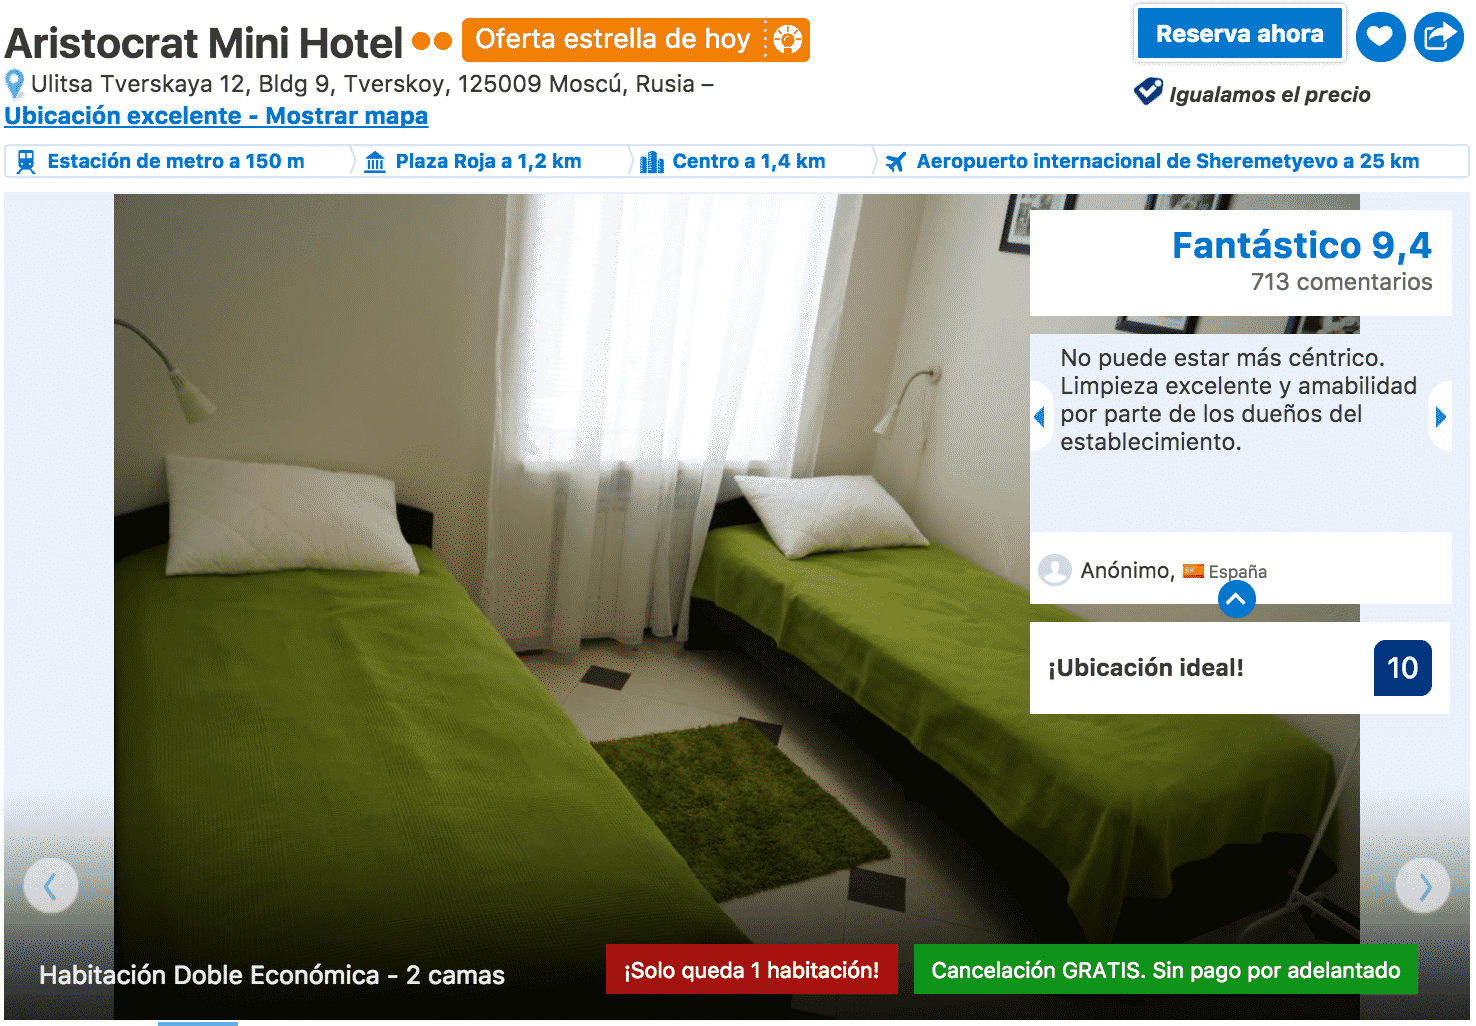 Aristocrat Mini Hotel
Oferta estrella de hoy
Reserva ahora
Ulitsa Tverskaya 12, Bldg 9, Tverskoy, 125009 Moscú, Rusia –
Ubicación excelente - Mostrar mapa
Igualamos el precio
Estación de metro a 150 m
Plaza Roja a 1,2 km
Centro a 1,4 km
Aeropuerto internacional de Sheremetyevo a 25 km
Fantástico 9,4
713 comentarios
No puede estar más céntrico.
Limpieza excelente y amabilidad
por parte de los dueños del
establecimiento.
Anónimo, España
¡Ubicación ideal!
10
Habitación Doble Económica - 2 camas
¡Solo queda 1 habitación!
Cancelación GRATIS. Sin pago por adelantado